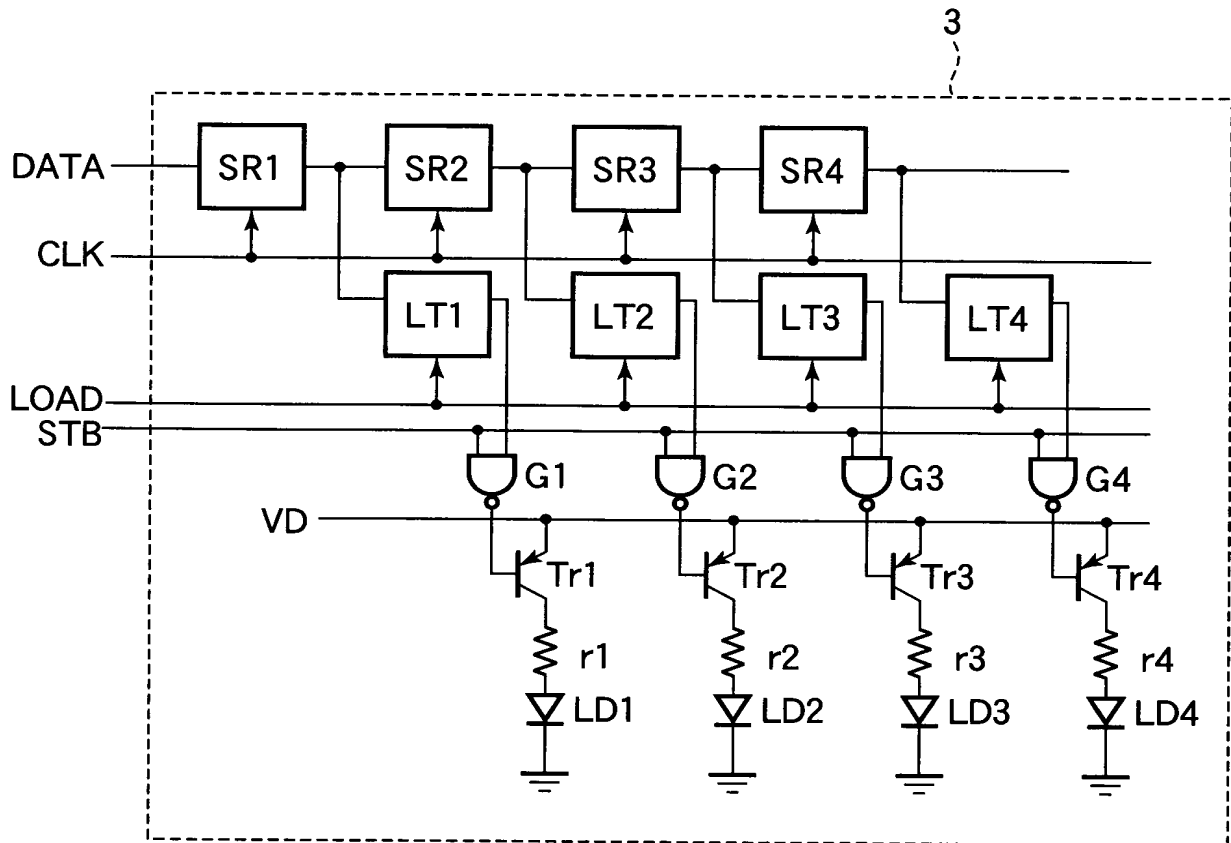 3
DATA SR1 SR2 SR3 SR4
CLK
LT1 LT2 LT3 LT4
LOAD
STB
G1 G2 G3 G4
VD
Tr1 Tr2 Tr3 Tr4
r1 r2 r3 r4
LD1 LD2 LD3 LD4